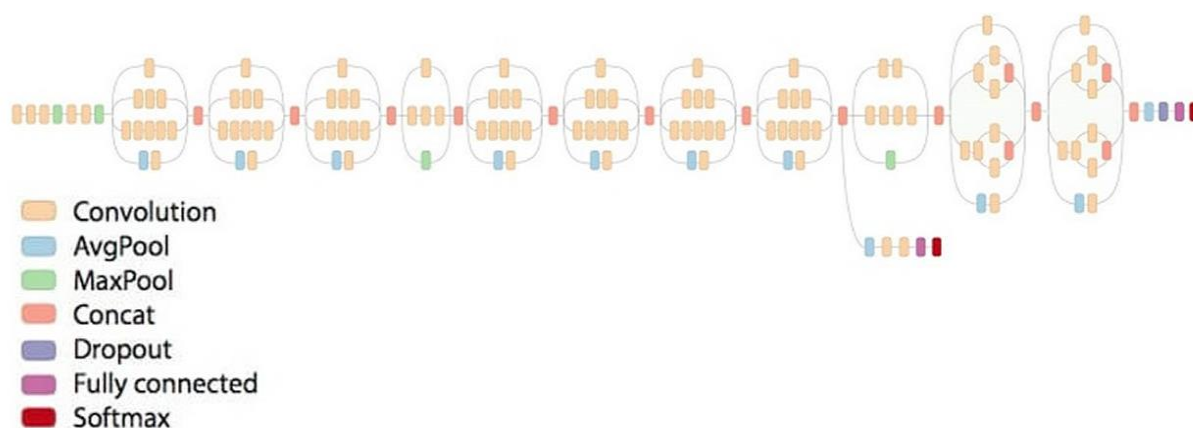 Convolution
AvgPool
MaxPool
Concat
Dropout
Fully connected
Softmax